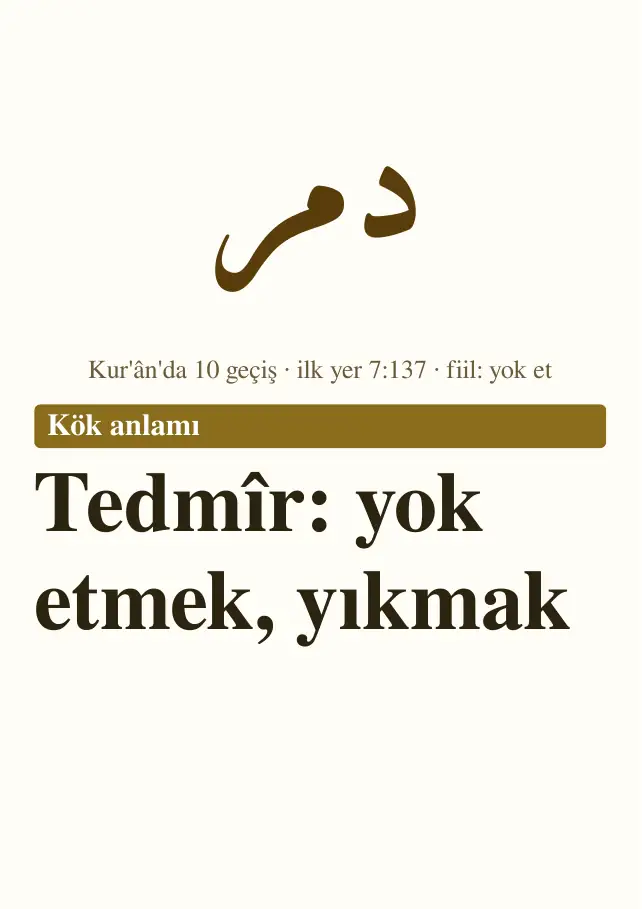 دمر
Kur'ân'da 10 geçiş · ilk yer 7:137 · fiil: yok et
Kök anlamı
Tedmîr: yok
etmek, yıkmak